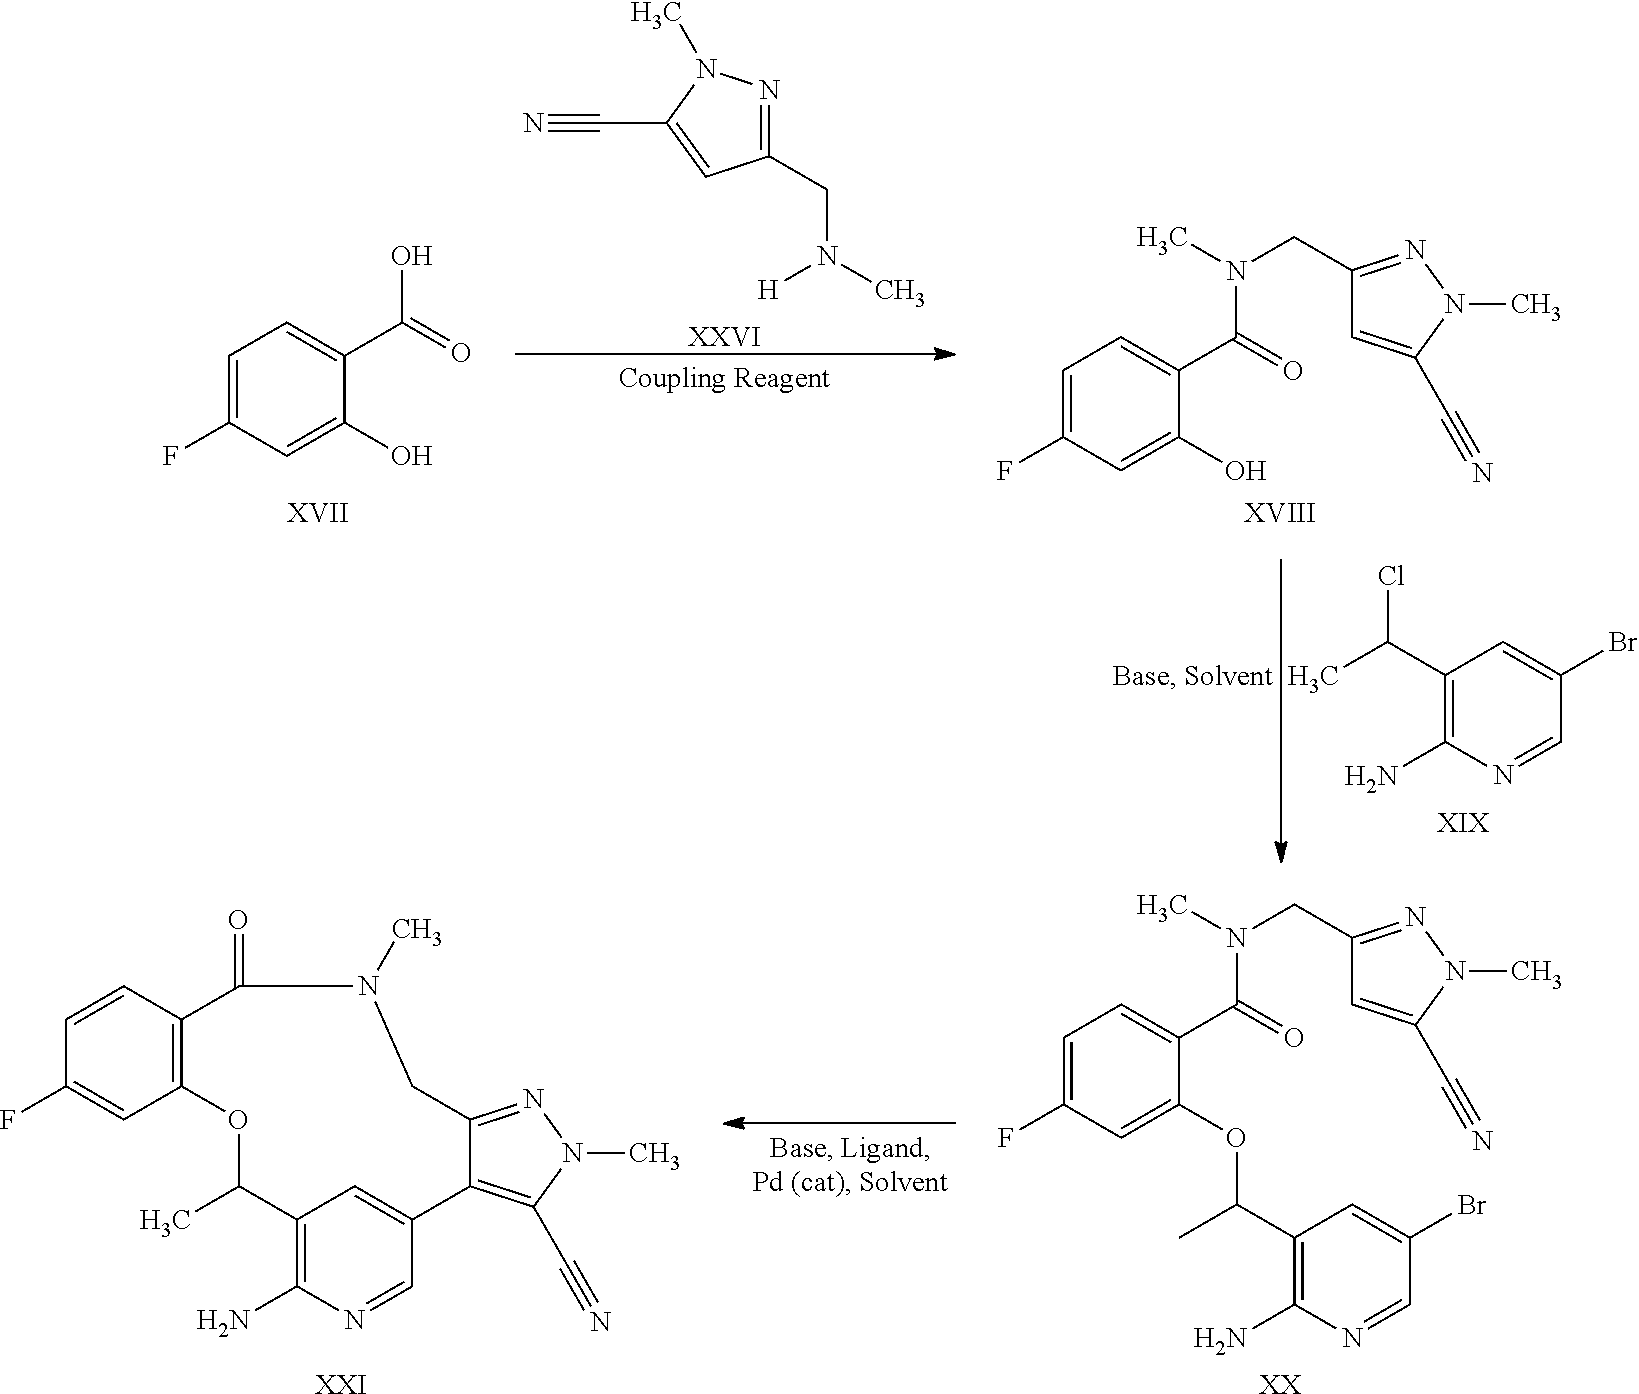 H3C
N
N
N
N
H
CH3
XXVI
Coupling Reagent
OH
O
F
OH
XVII
H3C
N
N
N
CH3
O
F
OH
N
XVIII
Cl
Br
Base, Solvent
H3C
H2N
N
XIX
H3C
N
N
N
CH3
O
N
F
O
Br
H2N
N
XX
Base, Ligand,
Pd (cat), Solvent
O
CH3
N
N
N
CH3
F
O
H3C
H2N
N
N
XXI